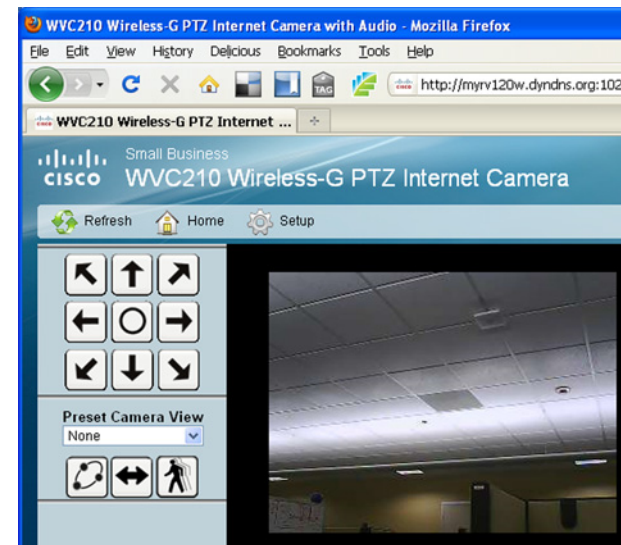 WVC210 Wireless-G PTZ Internet Camera with Audio - Mozilla Firefox
File Edit View History Delicious Bookmarks Tools Help
TAG
http://myrv120w.dyndns.org:102
WVC210 Wireless-G PTZ Internet ...
Small Business
CISCO WVC210 Wireless-G PTZ Internet Camera
Refresh Home Setup
Preset Camera View
None